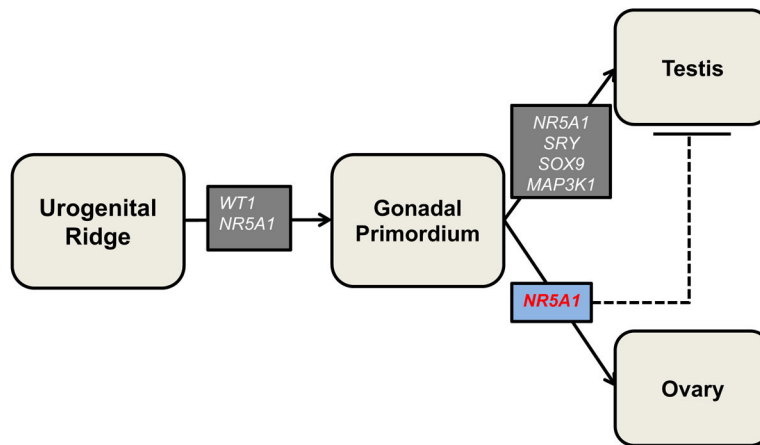 Urogenital
Ridge
WT1
NR5A1
Gonadal
Primordium
NR5A1
SRY
SOX9
MAP3K1
Testis
NR5A1
Ovary